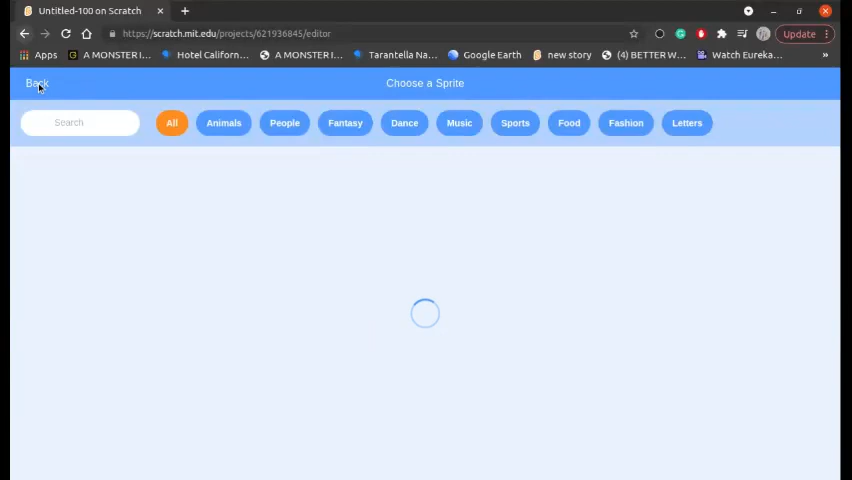 Untitled-100 on Scratch
https://scratch.mit.edu/projects/621936845/editor
Update
Apps
A MONSTER I...
Hotel Californ...
A MONSTER I...
Tarantella Na...
Google Earth
new story
(4) BETTER W...
Watch Eureka...
Back
Choose a Sprite
Search
All
Animals
People
Fantasy
Dance
Music
Sports
Food
Fashion
Letters